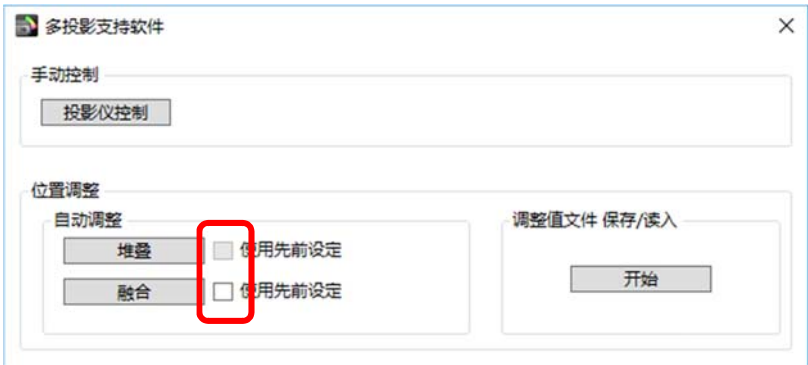 多投影支持软件
手动控制
投影仪控制
位置调整
自动调整
堆叠 使用先前设定
融合 使用先前设定
调整值文件 保存/读入
开始